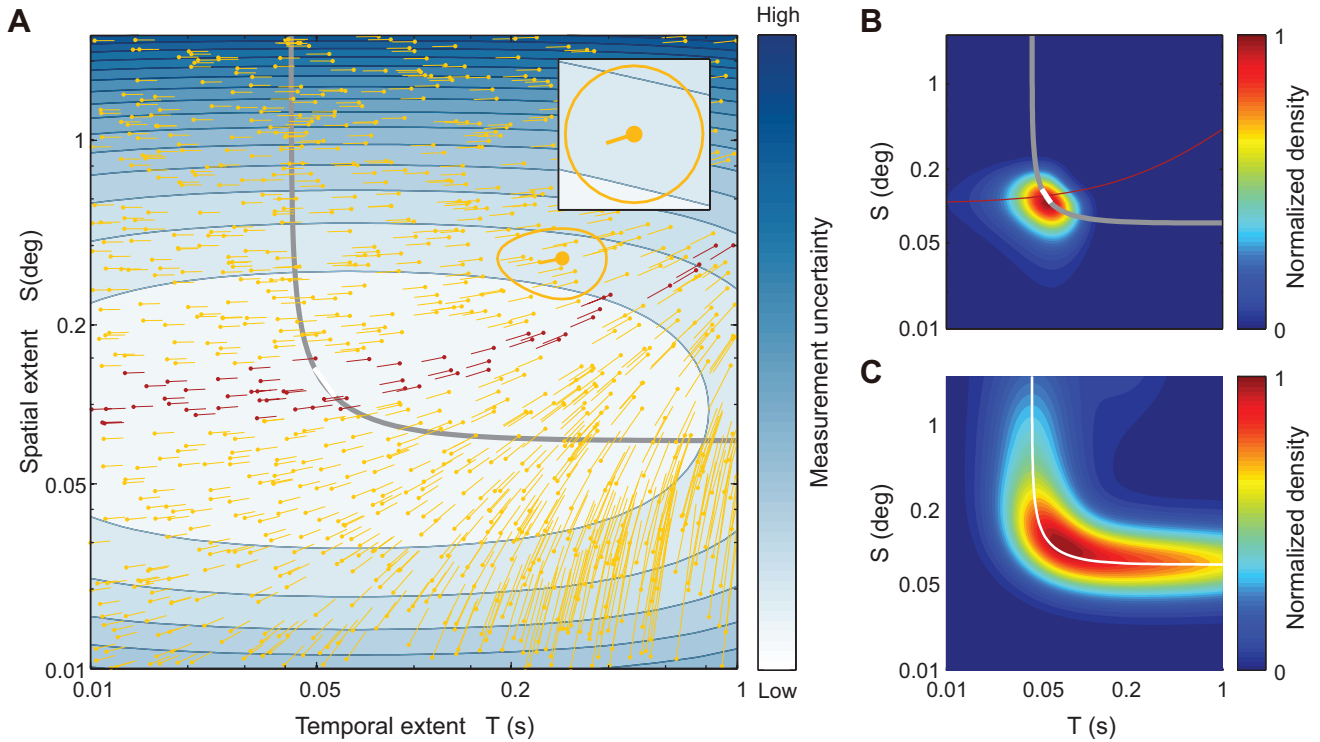 A
High
Low
Measurement uncertainty
1
0.2
0.05
0.01
Spatial extent S(deg)
0.01
0.05
0.2
1
Temporal extent T (s)
B
1
0.2
0.05
0.01
S (deg)
1
0
Normalized density
C
1
0.2
0.05
0.01
S (deg)
0.01
0.05
0.2
1
T (s)
1
0
Normalized density